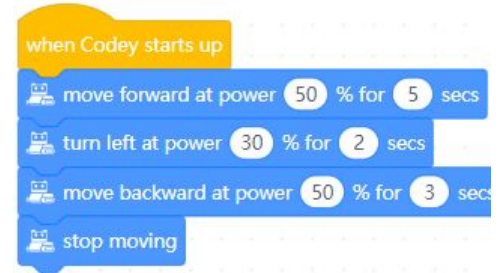 when Codey starts up
move forward at power 50 % for 5 secs
turn left at power 30 % for 2 secs
move backward at power 50 % for 3 secs
stop moving